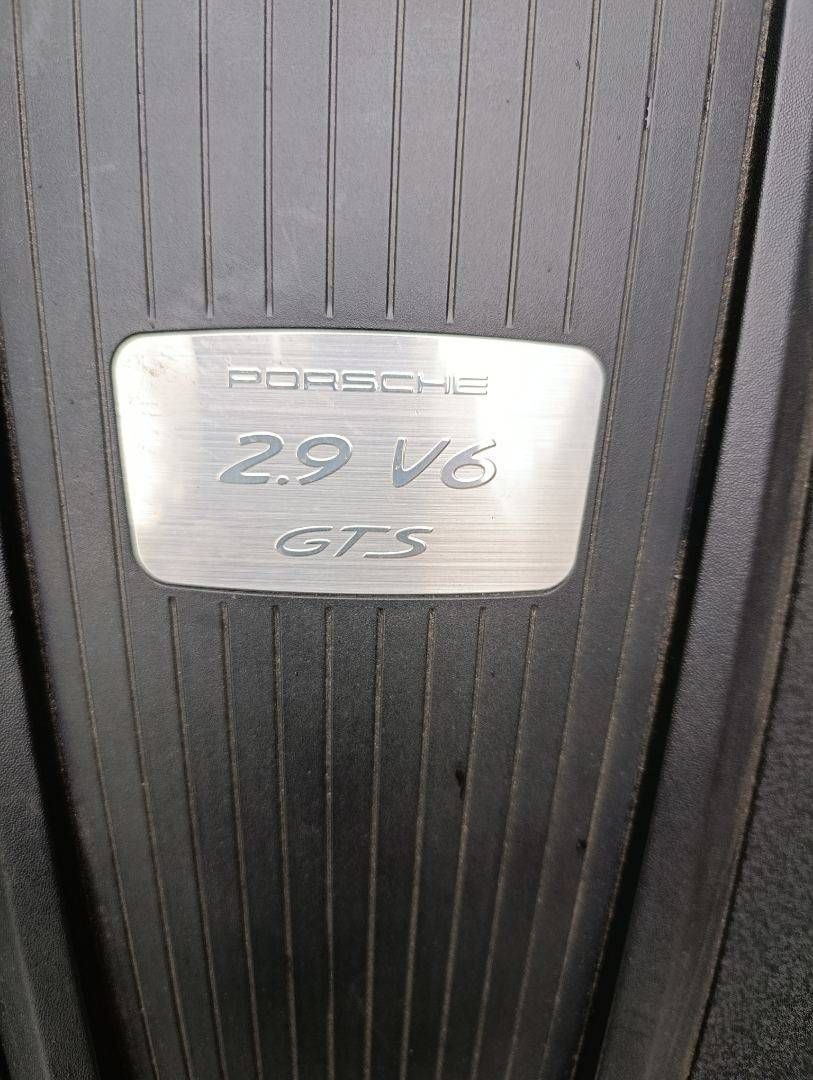 PORSCHE
2.9 V6
GTS